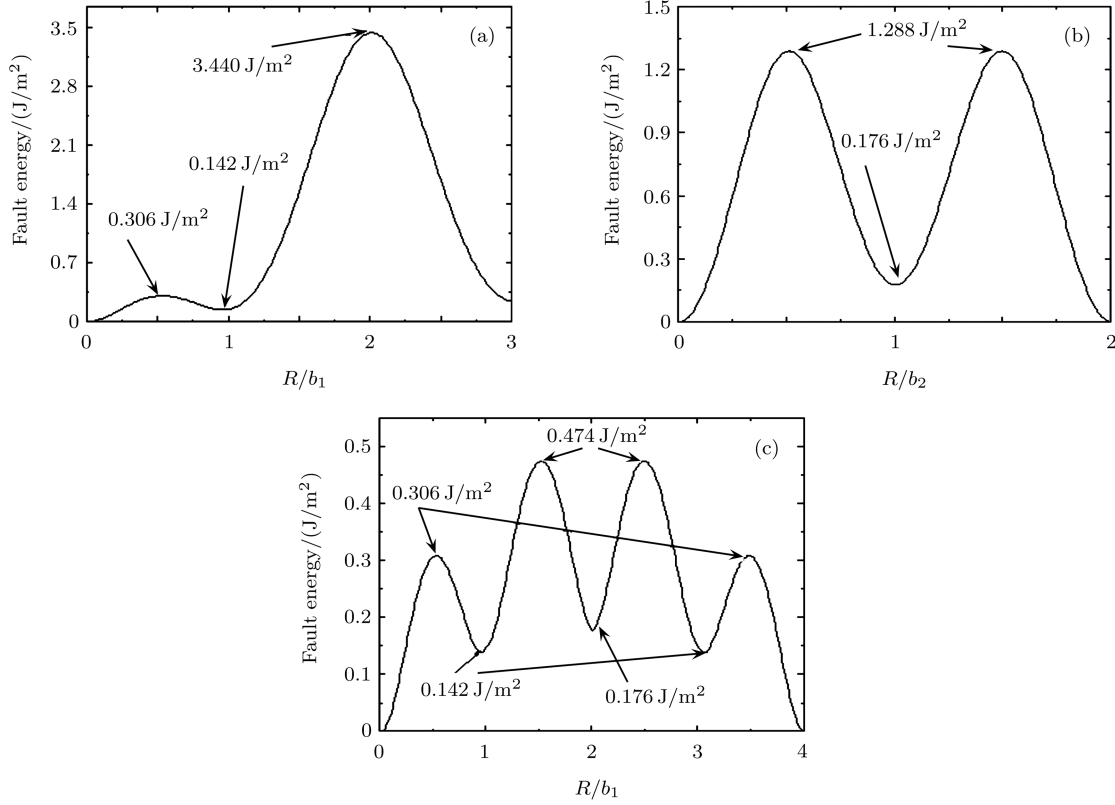 (a)
Fault energy/(J/m²)
3.5
2.8
2.1
1.4
0.7
0
3.440 J/m²
0.142 J/m²
0.306 J/m²
0 1 2 3
R/b₁
(b)
Fault energy/(J/m²)
1.5
1.2
0.9
0.6
0.3
0
1.288 J/m²
0.176 J/m²
0 1 2
R/b₂
(c)
Fault energy/(J/m²)
0.5
0.4
0.3
0.2
0.1
0
0.474 J/m²
0.306 J/m²
0.142 J/m²
0.176 J/m²
0 1 2 3 4
R/b₁